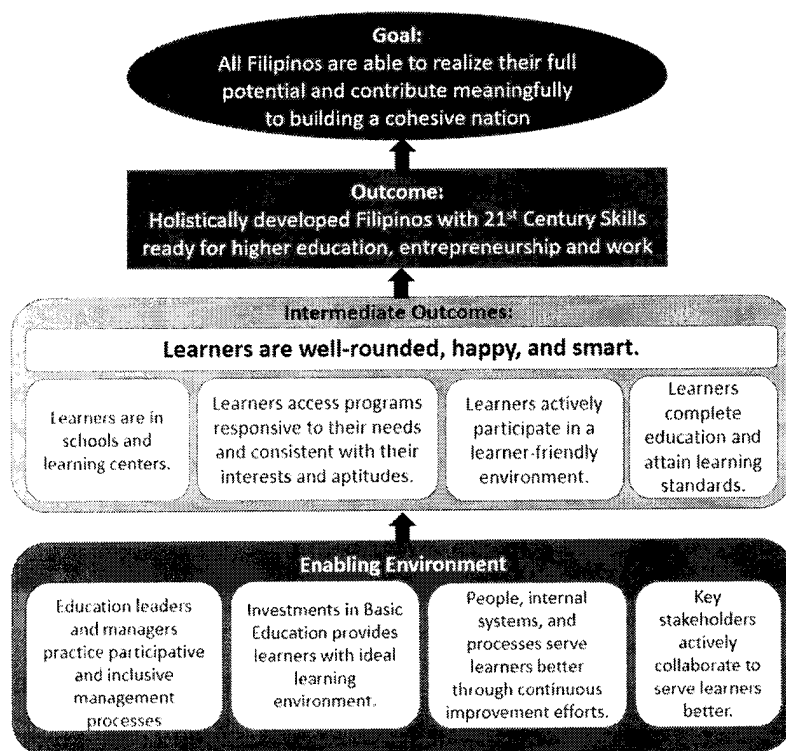 Goal:
All Filipinos are able to realize their full
potential and contribute meaningfully
to building a cohesive nation
Outcome:
Holistically developed Filipinos with 21st Century Skills
ready for higher education, entrepreneurship and work
Intermediate Outcomes:
Learners are well-rounded, happy, and smart.
Learners are in
schools and
learning centers.
Learners access programs
responsive to their needs
and consistent with their
interests and aptitudes.
Learners actively
participate in a
learner-friendly
environment.
Learners
complete
education and
attain learning
standards.
Enabling Environment
Education leaders
and managers
practice participative
and inclusive
management
processes
Investments in Basic
Education provides
learners with ideal
learning
environment.
People, internal
systems, and
processes serve
learners better
through continuous
improvement efforts.
Key
stakeholders
actively
collaborate to
serve learners
better.